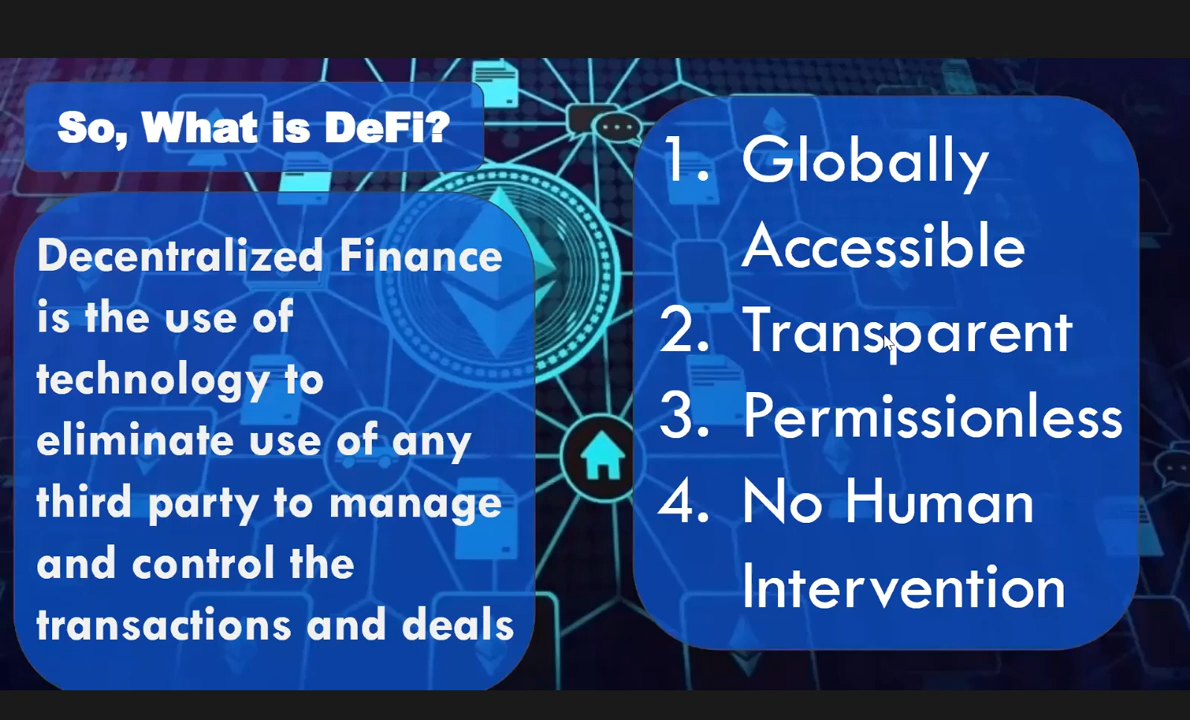 So, What is DeFi?
Decentralized Finance
is the use of
technology to
eliminate use of any
third party to manage
and control the
transactions and deals
1. Globally
Accessible
2. Transparent
3. Permissionless
4. No Human
Intervention